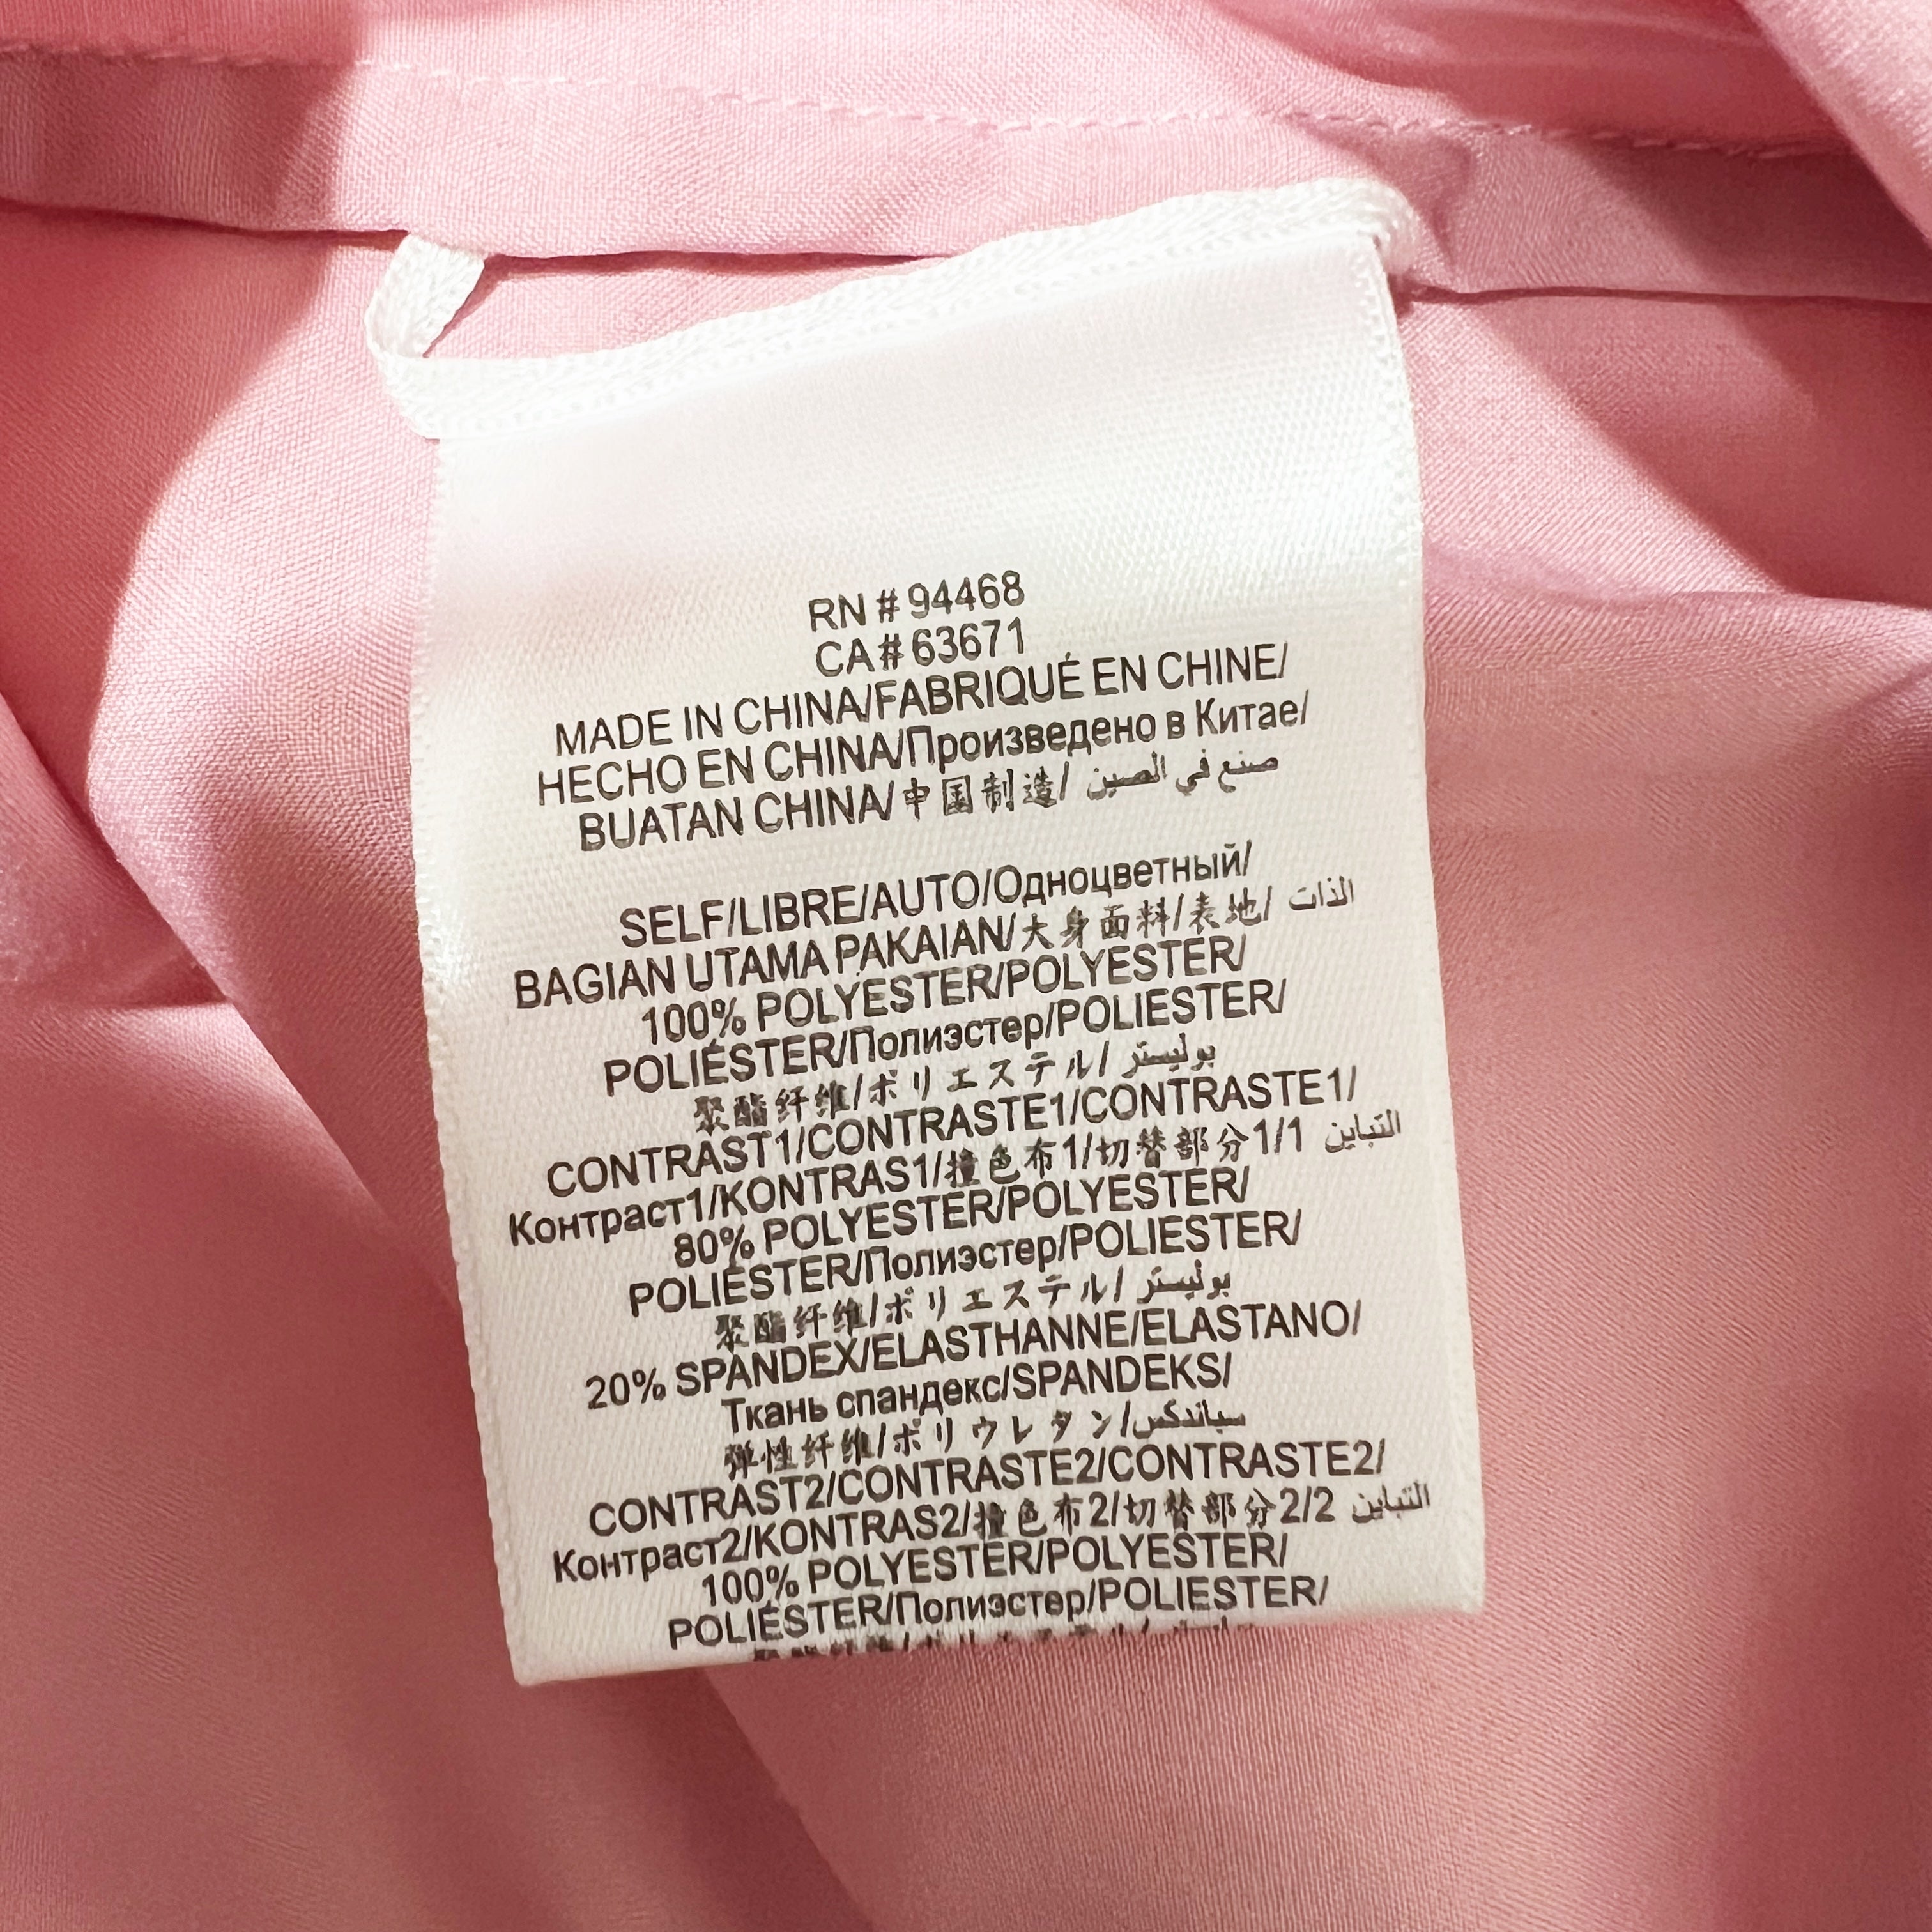 RN # 94468
CA# 63671
MADE IN CHINA/FABRIQUÉ EN CHINE/
HECHO EN CHINA/Произведено в Китае/
BUATAN CHINA/中国制造/ صنع في الصين
SELF/LIBRE/AUTO/Одноцветный/
BAGIAN UTAMA PAKAIAN/大身面料/表地/ الذات
100% POLYESTER/POLYESTER/
POLIÉSTER/Полиэстер/POLIESTER/
聚酯纤维/ポリエステル/ بوليستر
CONTRAST1/CONTRASTE1/CONTRASTE1/
Контраст1/KONTRAS1/撞色布1/切替部分1/1 التباين
80% POLYESTER/POLYESTER/
POLIÉSTER/Полиэстер/POLIESTER/
聚酯纤维/ポリエステル/ بوليستر
20% SPANDEX/ELASTHANNE/ELASTANO/
Ткань спандекс/SPANDEKS/
弹性纤维/ポリウレタン/سباندكس
CONTRAST2/CONTRASTE2/CONTRASTE2/
Контраст2/KONTRAS2/撞色布2/切替部分2/2 التباين
100% POLYESTER/POLYESTER/
POLIÉSTER/Полиэстер/POLIESTER/